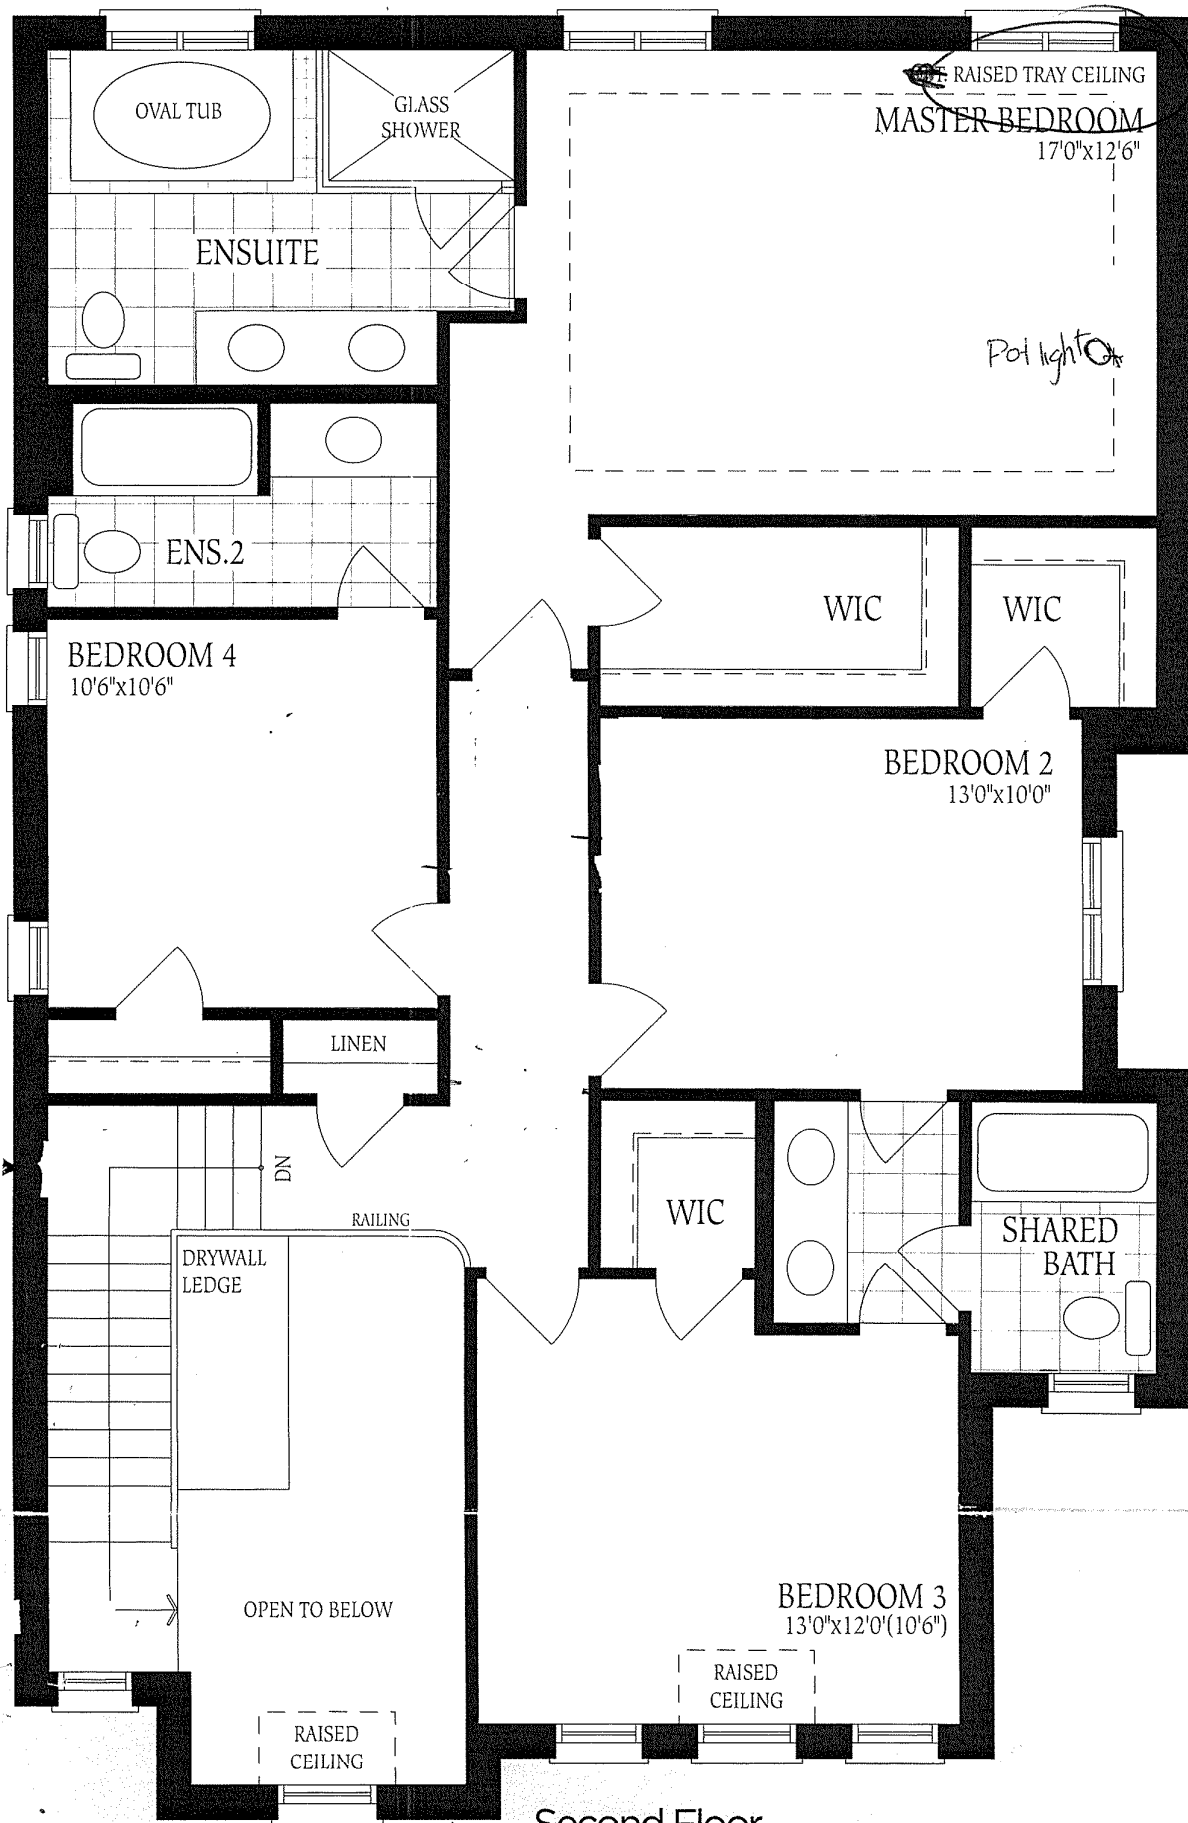 OVAL TUB
GLASS
SHOWER
RAISED TRAY CEILING
MASTER BEDROOM
17'0"x12'6"
ENSUITE
Pot light
ENS.2
WIC
WIC
BEDROOM 4
10'6"x10'6"
BEDROOM 2
13'0"x10'0"
LINEN
DN
RAILING
WIC
DRYWALL
LEDGE
SHARED
BATH
BEDROOM 3
13'0"x12'0'(10'6")
OPEN TO BELOW
RAISED
CEILING
RAISED
CEILING
Second Floor